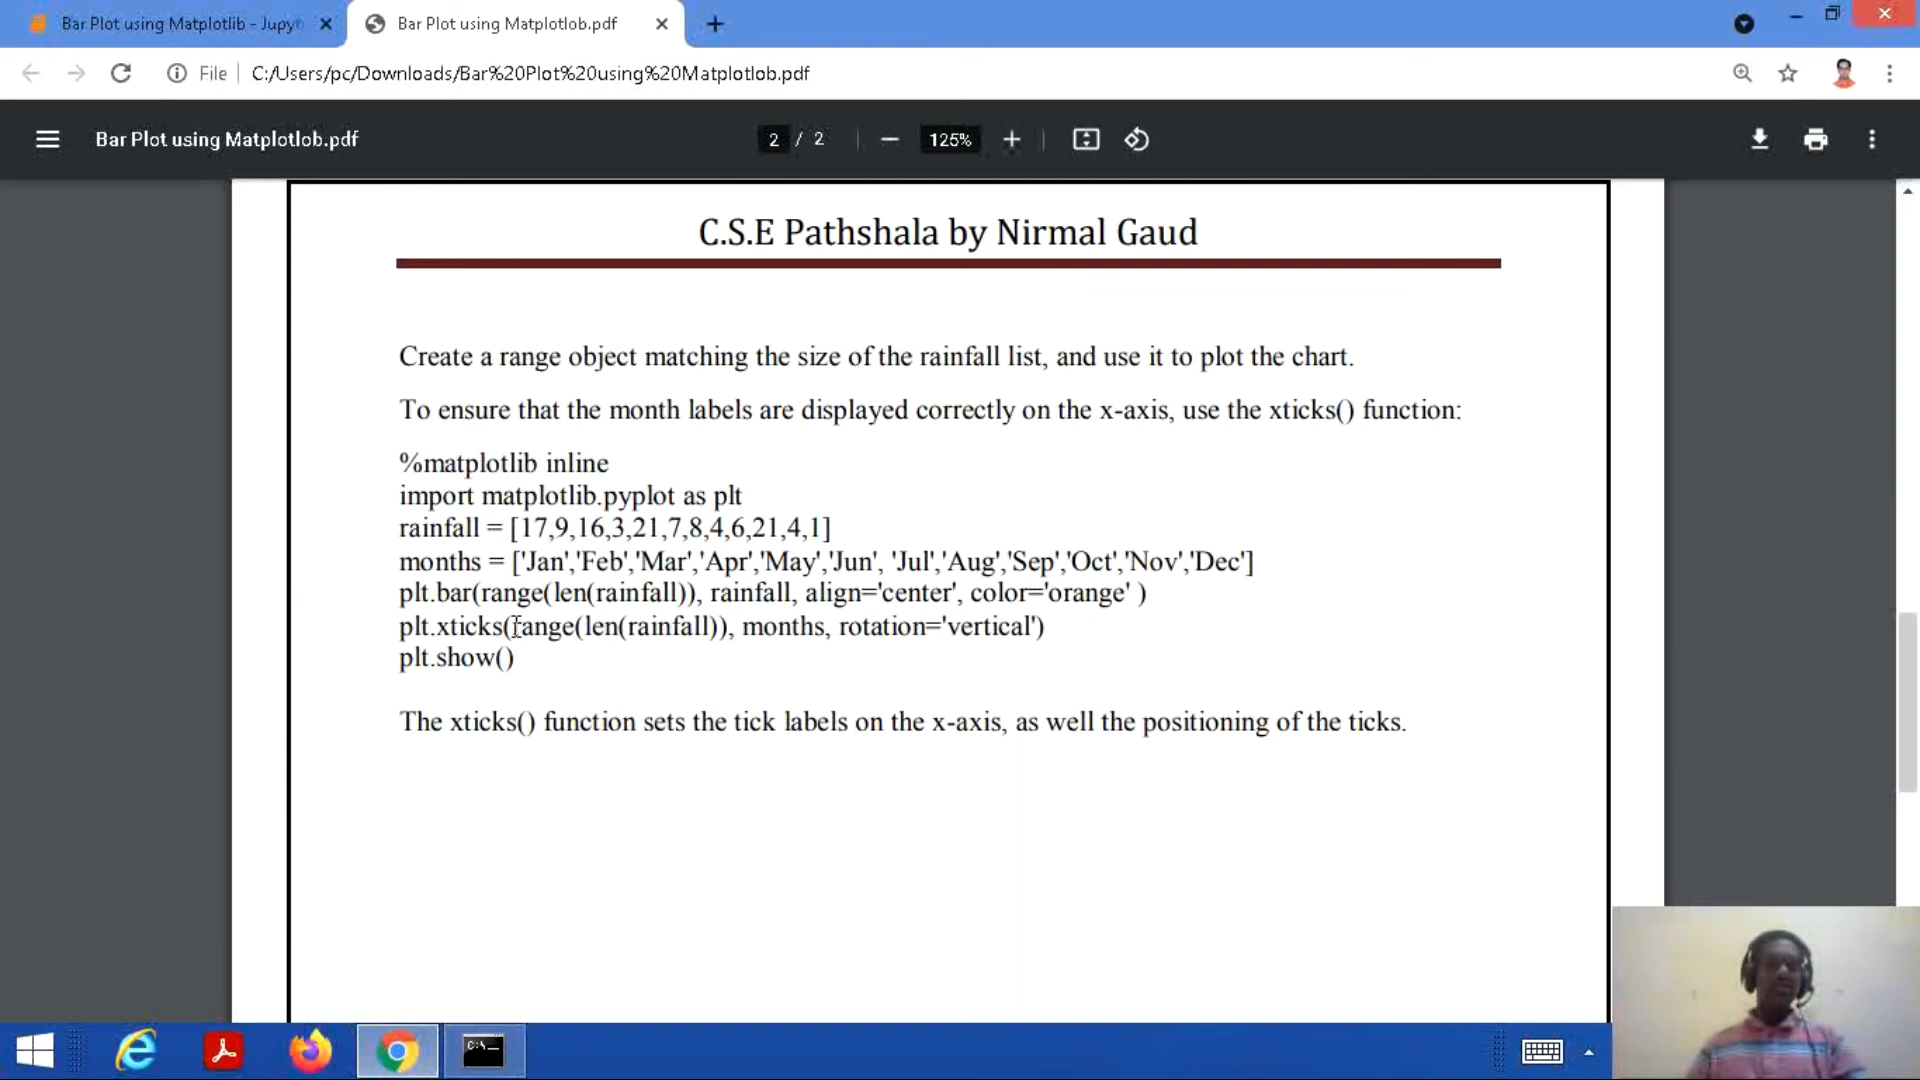 Bar Plot using Matplotlib - Jupyt
Bar Plot using Matplotlob.pdf
File
C:/Users/pc/Downloads/Bar%20Plot%20using%20Matplotlob.pdf
Bar Plot using Matplotlob.pdf
2 / 2
125%
C.S.E Pathshala by Nirmal Gaud
Create a range object matching the size of the rainfall list, and use it to plot the chart.
To ensure that the month labels are displayed correctly on the x-axis, use the xticks() function:
%matplotlib inline
import matplotlib.pyplot as plt
rainfall = [17,9,16,3,21,7,8,4,6,21,4,1]
months = ['Jan','Feb','Mar','Apr','May','Jun', 'Jul','Aug','Sep','Oct','Nov','Dec']
plt.bar(range(len(rainfall)), rainfall, align='center', color='orange' )
plt.xticks(range(len(rainfall)), months, rotation='vertical')
plt.show()
The xticks() function sets the tick labels on the x-axis, as well the positioning of the ticks.
C:\